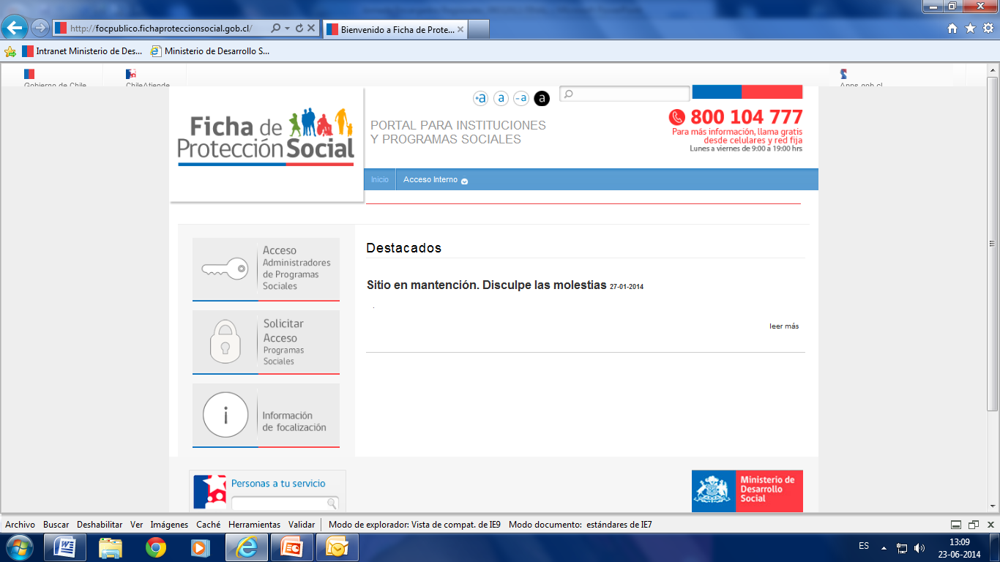 http://focpublico.fichaproteccionsocial.gob.cl/
Bienvenido a Ficha de Prote...
Intranet Ministerio de Des...
Ministerio de Desarrollo S...
Gobierno de Chile
ChileAtiende
Apps.gob.cl
+a a -a a
Ficha de
Protección Social
PORTAL PARA INSTITUCIONES
Y PROGRAMAS SOCIALES
800 104 777
Para más información, llama gratis
desde celulares y red fija
Lunes a viernes de 9:00 a 19:00 hrs
Inicio
Acceso Interno
Acceso
Administradores
de Programas
Sociales
Solicitar
Acceso
Programas
Sociales
Información
de focalización
Destacados
Sitio en mantención. Disculpe las molestias 27-01-2014
.
leer más
Personas a tu servicio
Ministerio de
Desarrollo
Social
Archivo Buscar Deshabilitar Ver Imágenes Caché Herramientas Validar Modo de explorador: Vista de compat. de IE9 Modo documento: estándares de IE7
ES
13:09
23-06-2014